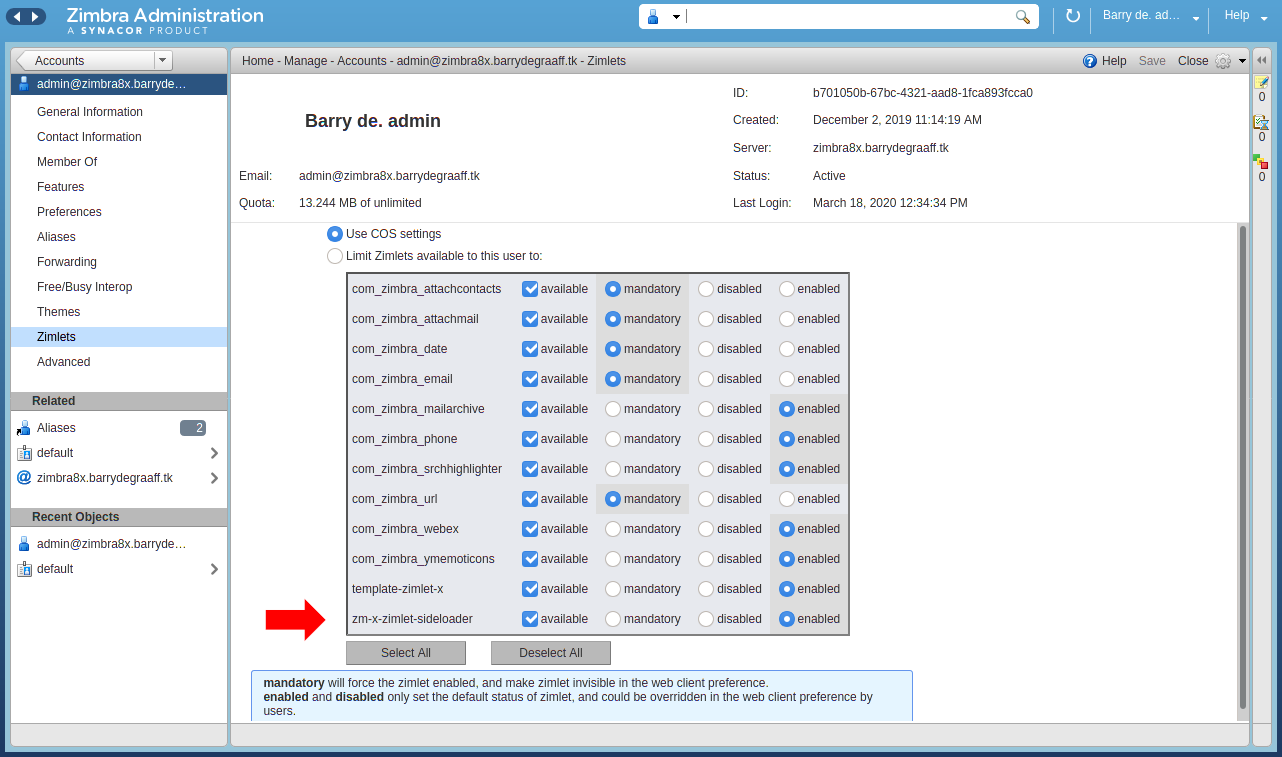 Zimbra Administration
A SYNACOR PRODUCT
Barry de. ad…
Help
Accounts
admin@zimbra8x.barryde…
General Information
Contact Information
Member Of
Features
Preferences
Aliases
Forwarding
Free/Busy Interop
Themes
Zimlets
Advanced
Related
Aliases 2
default
zimbra8x.barrydegraaff.tk
Recent Objects
admin@zimbra8x.barryde…
default
Home - Manage - Accounts - admin@zimbra8x.barrydegraaff.tk - Zimlets
? Help Save Close
Barry de. admin
ID: b701050b-67bc-4321-aad8-1fca893fcca0
Created: December 2, 2019 11:14:19 AM
Server: zimbra8x.barrydegraaff.tk
Email: admin@zimbra8x.barrydegraaff.tk Status: Active
Quota: 13.244 MB of unlimited Last Login: March 18, 2020 12:34:34 PM
Use COS settings
Limit Zimlets available to this user to:
com_zimbra_attachcontacts available mandatory disabled enabled
com_zimbra_attachmail available mandatory disabled enabled
com_zimbra_date available mandatory disabled enabled
com_zimbra_email available mandatory disabled enabled
com_zimbra_mailarchive available mandatory disabled enabled
com_zimbra_phone available mandatory disabled enabled
com_zimbra_srchhighlighter available mandatory disabled enabled
com_zimbra_url available mandatory disabled enabled
com_zimbra_webex available mandatory disabled enabled
com_zimbra_ymemoticons available mandatory disabled enabled
template-zimlet-x available mandatory disabled enabled
zm-x-zimlet-sideloader available mandatory disabled enabled
Select All Deselect All
mandatory will force the zimlet enabled, and make zimlet invisible in the web client preference.
enabled and disabled only set the default status of zimlet, and could be overridden in the web client preference by
users.
0
0
0